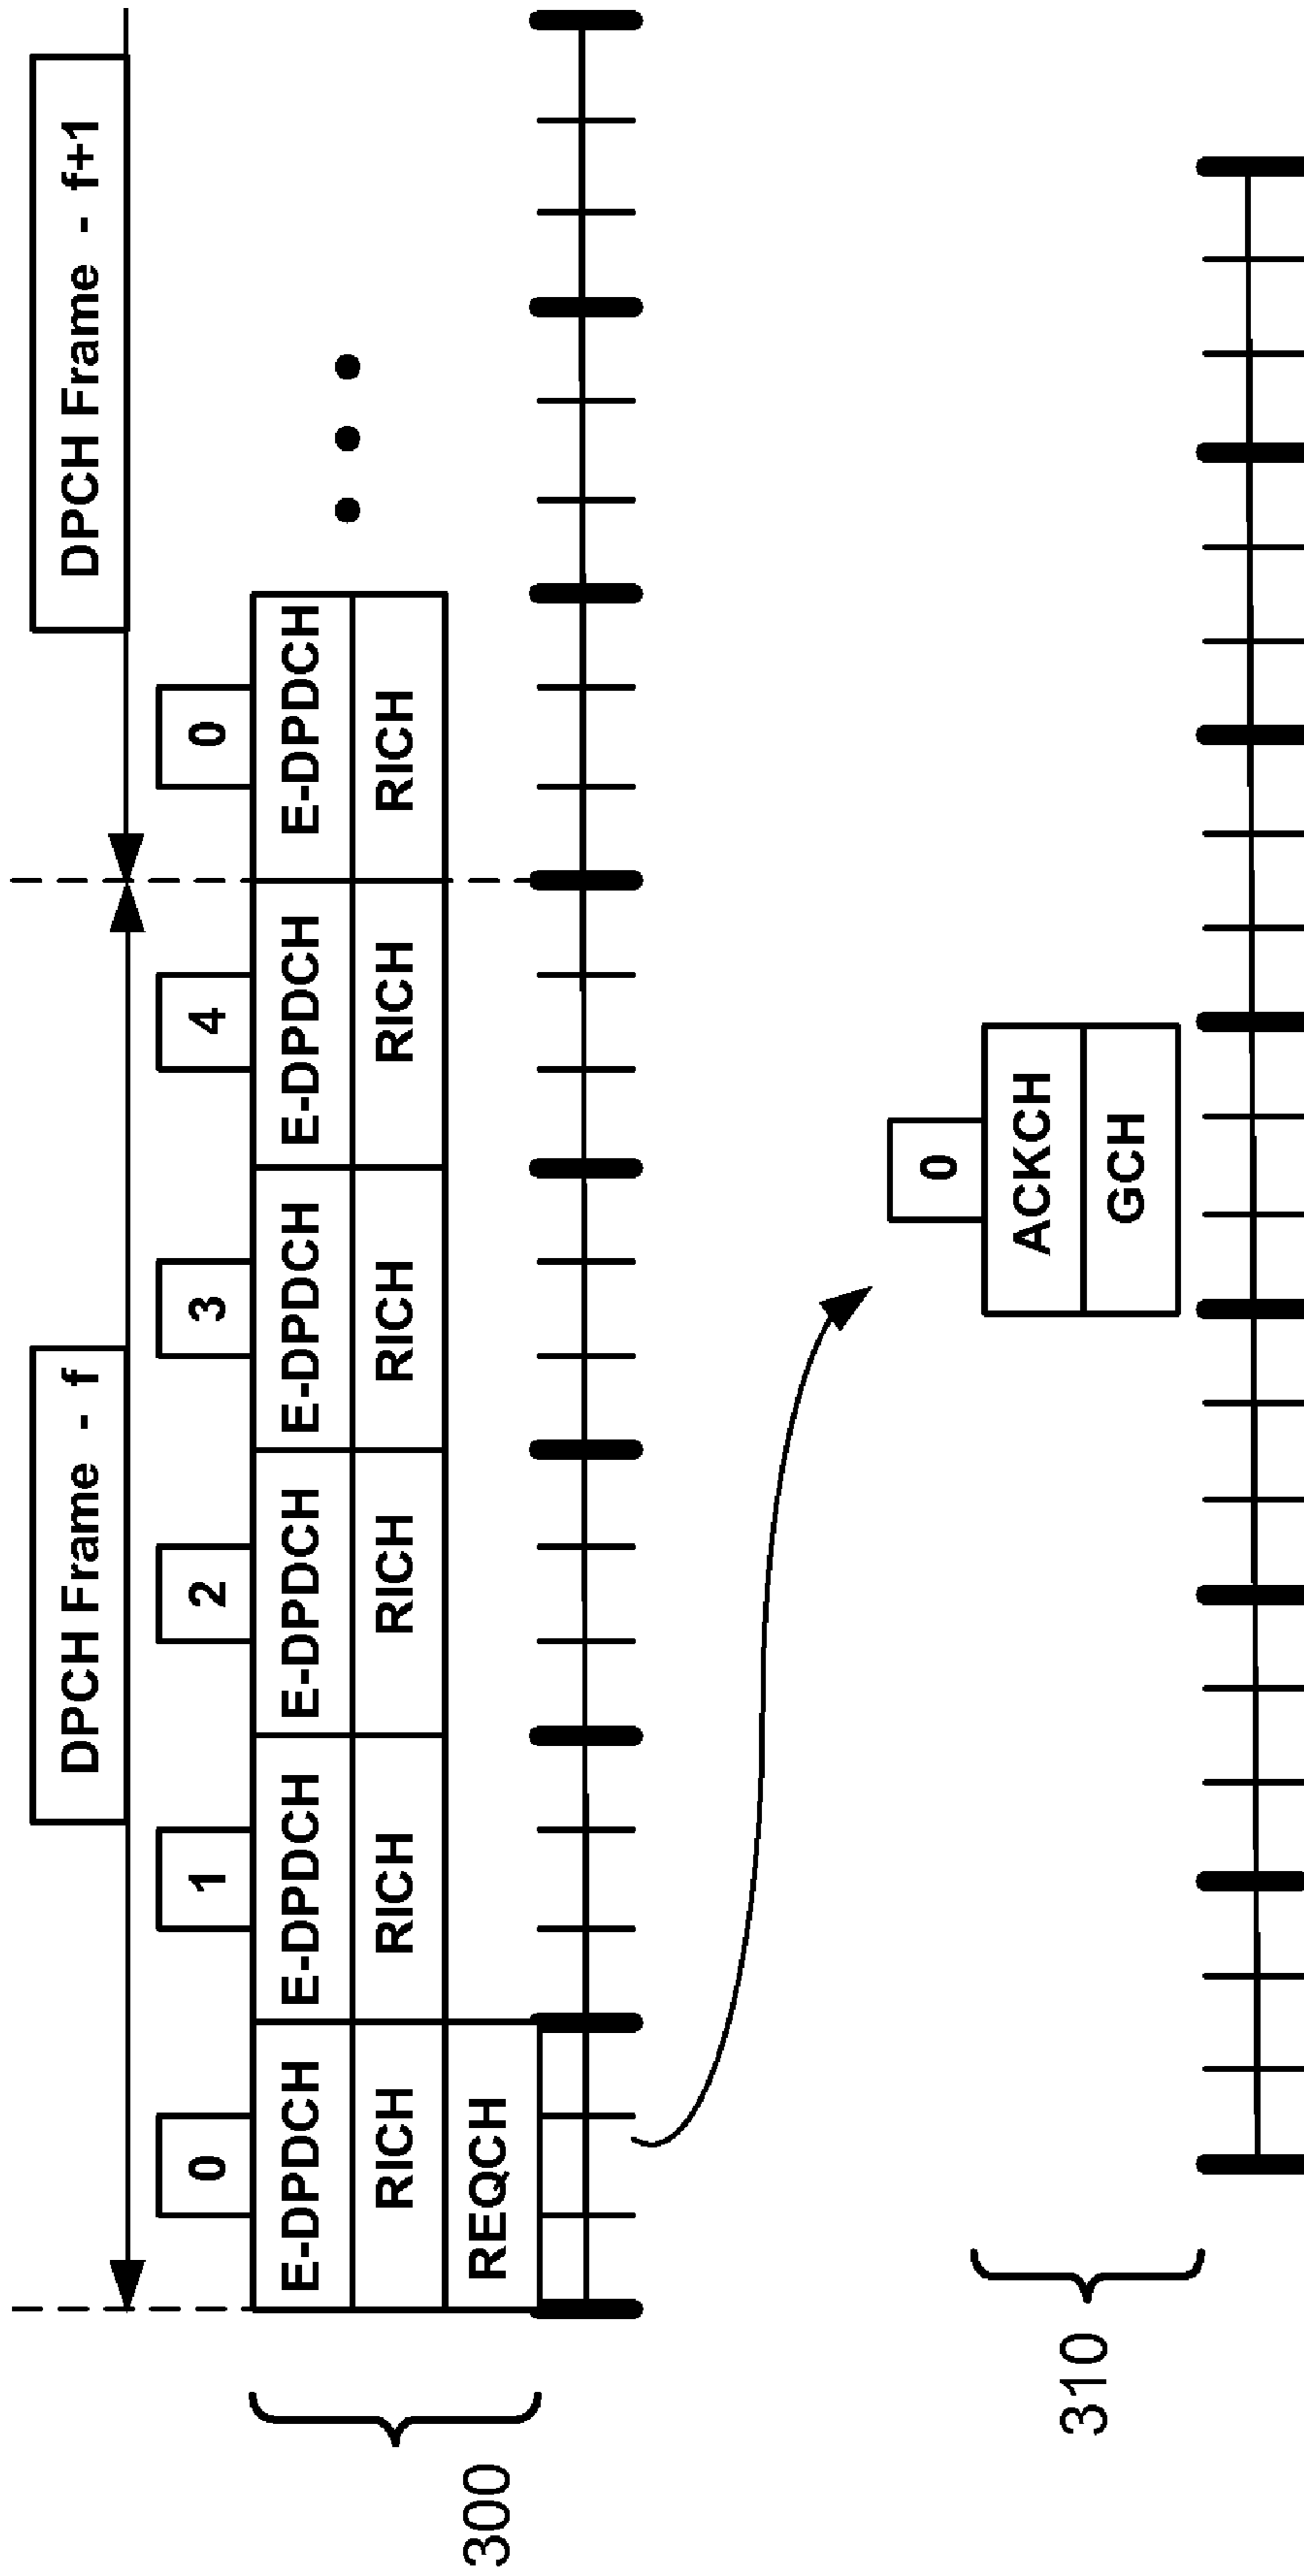 DPCH Frame - f DPCH Frame - f+1
0 1 2 3 4 0
E-DPDCH E-DPDCH E-DPDCH E-DPDCH E-DPDCH E-DPDCH
RICH RICH RICH RICH RICH RICH
REQCH
300
0
ACKCH
GCH
310